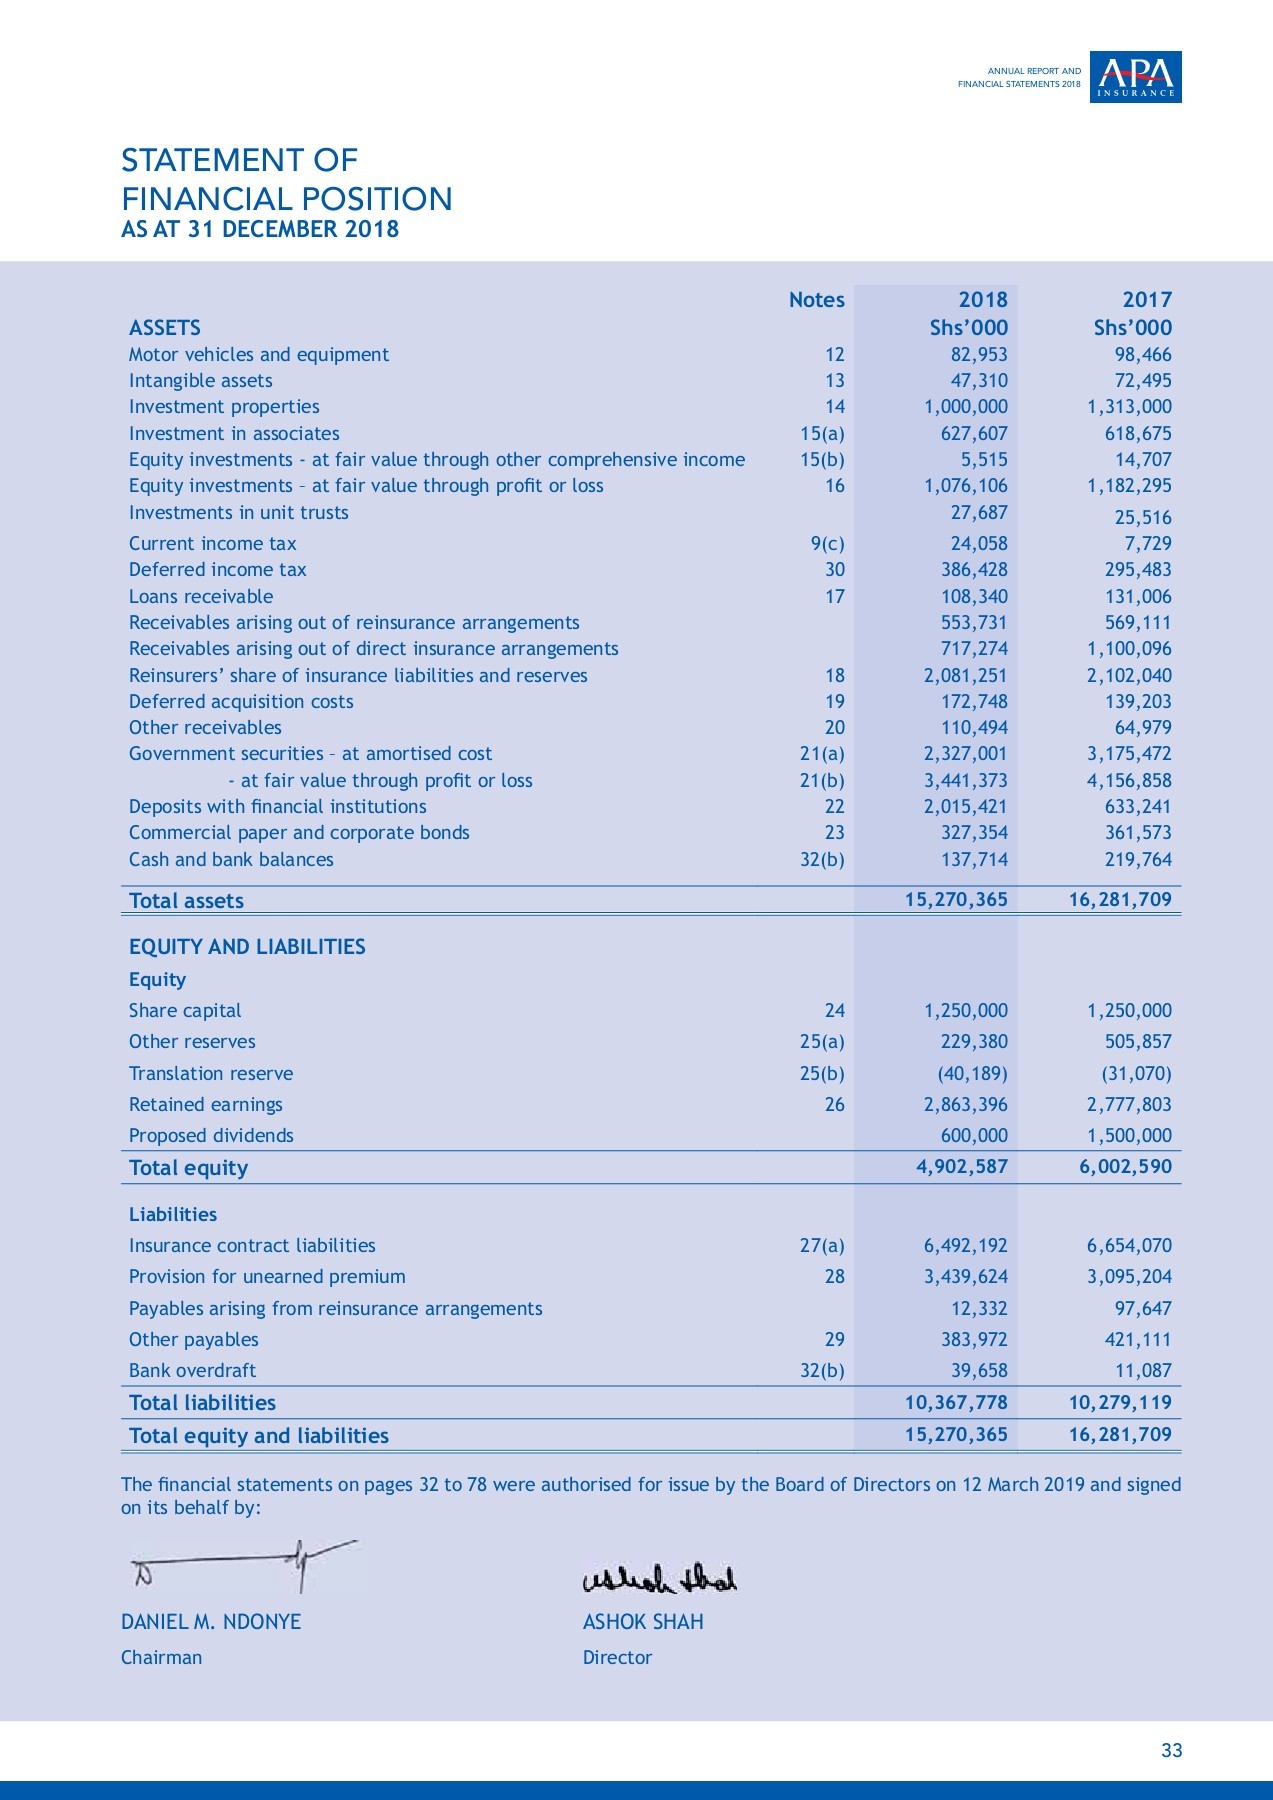 ANNUAL REPORT AND
FINANCIAL STATEMENTS 2018
APA
INSURANCE
STATEMENT OF
FINANCIAL POSITION
AS AT 31 DECEMBER 2018
Notes 2018 2017
ASSETS Shs’000 Shs’000
Motor vehicles and equipment 12 82,953 98,466
Intangible assets 13 47,310 72,495
Investment properties 14 1,000,000 1,313,000
Investment in associates 15(a) 627,607 618,675
Equity investments - at fair value through other comprehensive income 15(b) 5,515 14,707
Equity investments – at fair value through profit or loss 16 1,076,106 1,182,295
Investments in unit trusts 27,687 25,516
Current income tax 9(c) 24,058 7,729
Deferred income tax 30 386,428 295,483
Loans receivable 17 108,340 131,006
Receivables arising out of reinsurance arrangements 553,731 569,111
Receivables arising out of direct insurance arrangements 717,274 1,100,096
Reinsurers’ share of insurance liabilities and reserves 18 2,081,251 2,102,040
Deferred acquisition costs 19 172,748 139,203
Other receivables 20 110,494 64,979
Government securities – at amortised cost 21(a) 2,327,001 3,175,472
- at fair value through profit or loss 21(b) 3,441,373 4,156,858
Deposits with financial institutions 22 2,015,421 633,241
Commercial paper and corporate bonds 23 327,354 361,573
Cash and bank balances 32(b) 137,714 219,764
Total assets 15,270,365 16,281,709
EQUITY AND LIABILITIES
Equity
Share capital 24 1,250,000 1,250,000
Other reserves 25(a) 229,380 505,857
Translation reserve 25(b) (40,189) (31,070)
Retained earnings 26 2,863,396 2,777,803
Proposed dividends 600,000 1,500,000
Total equity 4,902,587 6,002,590
Liabilities
Insurance contract liabilities 27(a) 6,492,192 6,654,070
Provision for unearned premium 28 3,439,624 3,095,204
Payables arising from reinsurance arrangements 12,332 97,647
Other payables 29 383,972 421,111
Bank overdraft 32(b) 39,658 11,087
Total liabilities 10,367,778 10,279,119
Total equity and liabilities 15,270,365 16,281,709
The financial statements on pages 32 to 78 were authorised for issue by the Board of Directors on 12 March 2019 and signed
on its behalf by:
Ashok Shah
DANIEL M. NDONYE ASHOK SHAH
Chairman Director
33